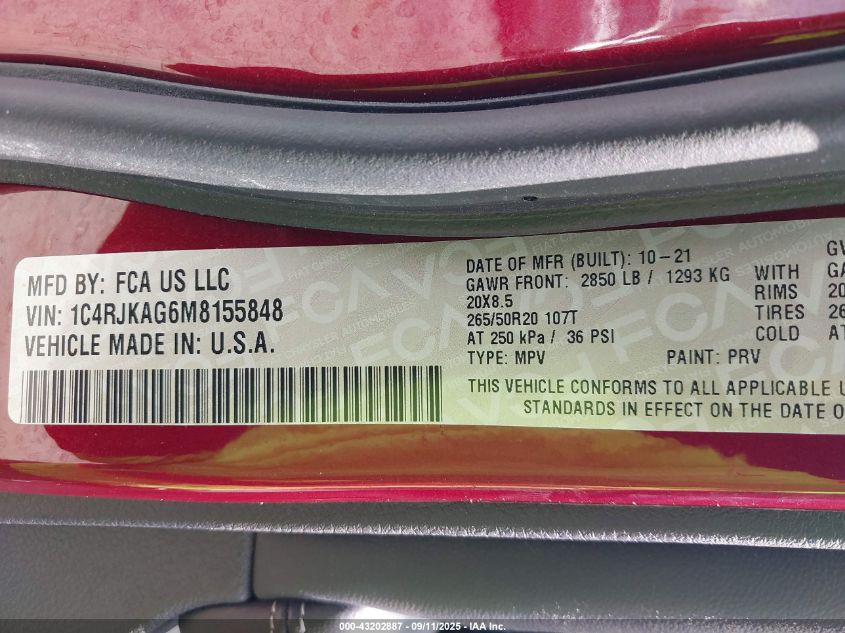 MFD BY: FCA US LLC
VIN: 1C4RJKAG6M8155848
VEHICLE MADE IN: U.S.A.
DATE OF MFR (BUILT): 10-21
GAWR FRONT: 2850 LB / 1293 KG WITH
20X8.5 RIMS
265/50R20 107T TIRES
AT 250 kPa / 36 PSI COLD
TYPE: MPV PAINT: PRV
THIS VEHICLE CONFORMS TO ALL APPLICABLE
STANDARDS IN EFFECT ON THE DATE
000-43202887 - 09/11/2025 - IAA Inc.